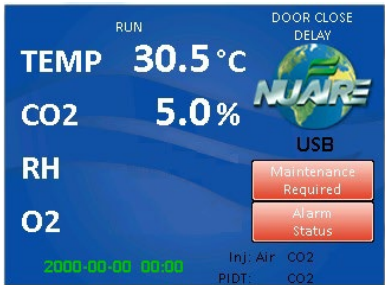 RUN
DOOR CLOSE
DELAY
TEMP 30.5 °C
NUAIRE
CO2 5.0 %
USB
RH
Maintenance
Required
O2
Alarm
Status
2000-00-00 00:00
Inj: Air CO2
PIDT: CO2